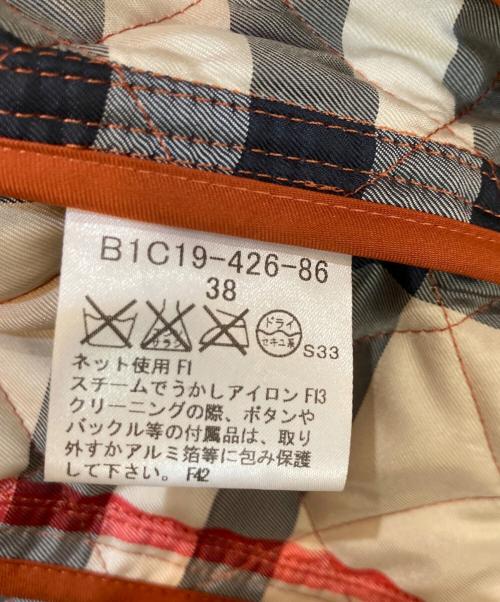 B1C19-426-86
38
サラシ ドライ
セキユ系 S33
ネット使用 F1
スチームでうかしアイロン F13
クリーニングの際、ボタンや
バックル等の付属品は、取り
外すかアルミ箔等に包み保護
して下さい。 F42